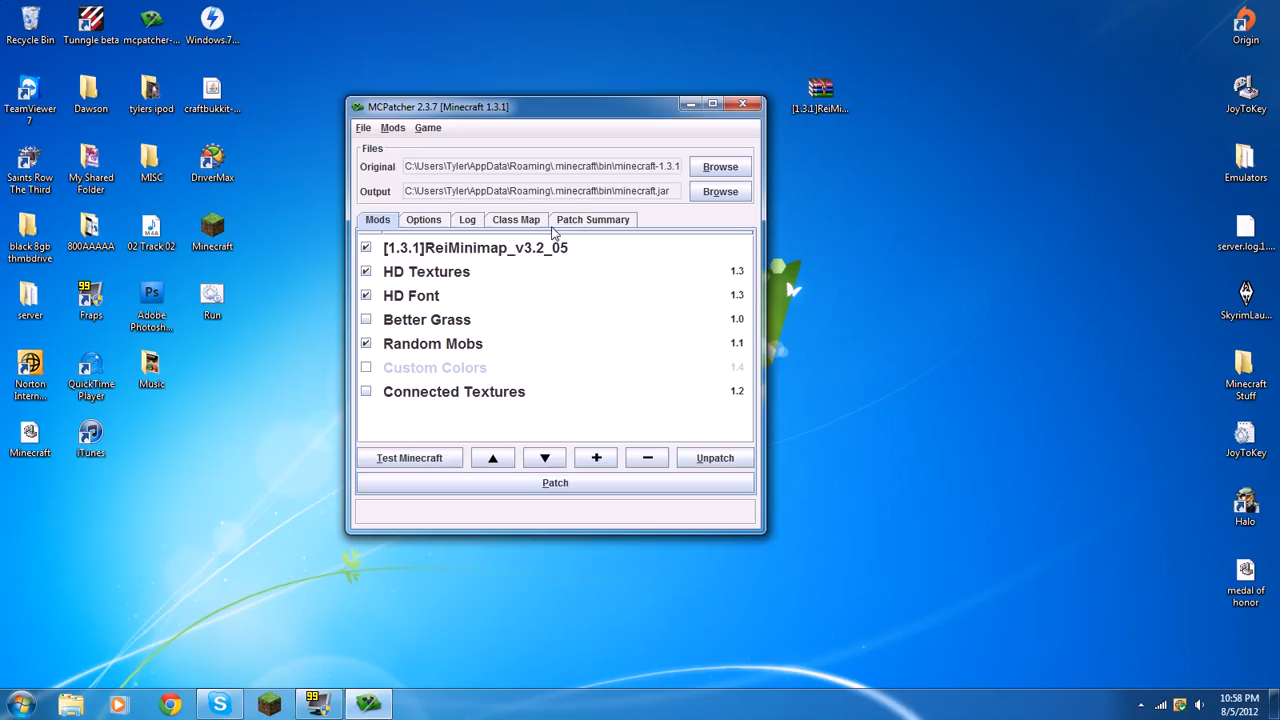 Recycle Bin
Tunngle beta
mcpatcher-...
Windows.7...
Origin
TeamViewer 7
Dawson
tylers ipod
craftbukkit-...
[1.3.1]ReiMi...
JoyToKey
Saints Row The Third
My Shared Folder
MISC
DriverMax
Emulators
black 8gb thmbdrive
800AAAAA
02 Track 02
Minecraft
server.log.1...
server
99
Fraps
Ps
Adobe Photosh...
Run
SkyrimLau...
Norton Intern...
QuickTime Player
Music
Minecraft Stuff
Minecraft
iTunes
JoyToKey
Halo
medal of honor
MCPatcher 2.3.7 [Minecraft 1.3.1]
File Mods Game
Files
Original C:\Users\Tyler\AppData\Roaming\.minecraft\bin\minecraft-1.3.1 Browse
Output C:\Users\Tyler\AppData\Roaming\.minecraft\bin\minecraft.jar Browse
Mods Options Log Class Map Patch Summary
[1.3.1]ReiMinimap_v3.2_05
HD Textures 1.3
HD Font 1.3
Better Grass 1.0
Random Mobs 1.1
Custom Colors 1.4
Connected Textures 1.2
Test Minecraft Unpatch
Patch
99
10:58 PM
8/5/2012